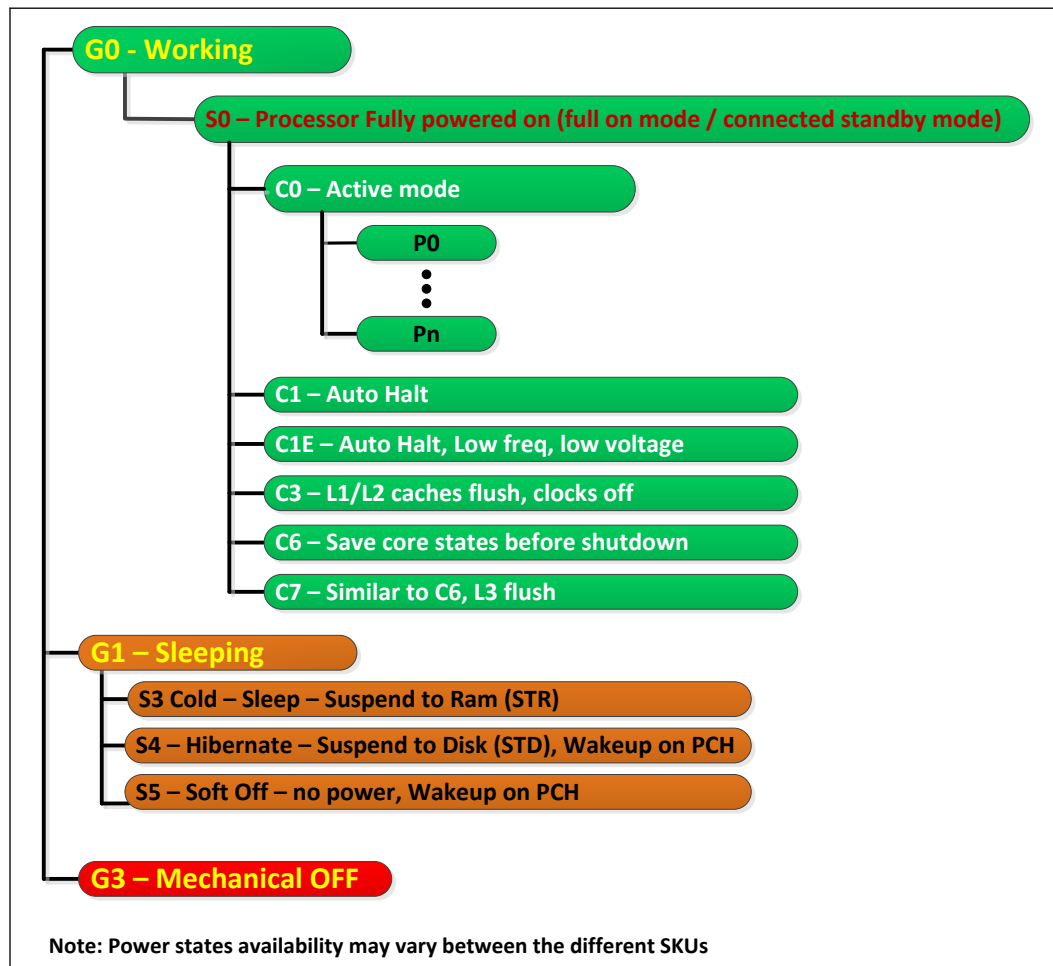 G0 - Working
S0 – Processor Fully powered on (full on mode / connected standby mode)
C0 – Active mode
P0
Pn
C1 – Auto Halt
C1E – Auto Halt, Low freq, low voltage
C3 – L1/L2 caches flush, clocks off
C6 – Save core states before shutdown
C7 – Similar to C6, L3 flush
G1 – Sleeping
S3 Cold – Sleep – Suspend to Ram (STR)
S4 – Hibernate – Suspend to Disk (STD), Wakeup on PCH
S5 – Soft Off – no power, Wakeup on PCH
G3 – Mechanical OFF
Note: Power states availability may vary between the different SKUs